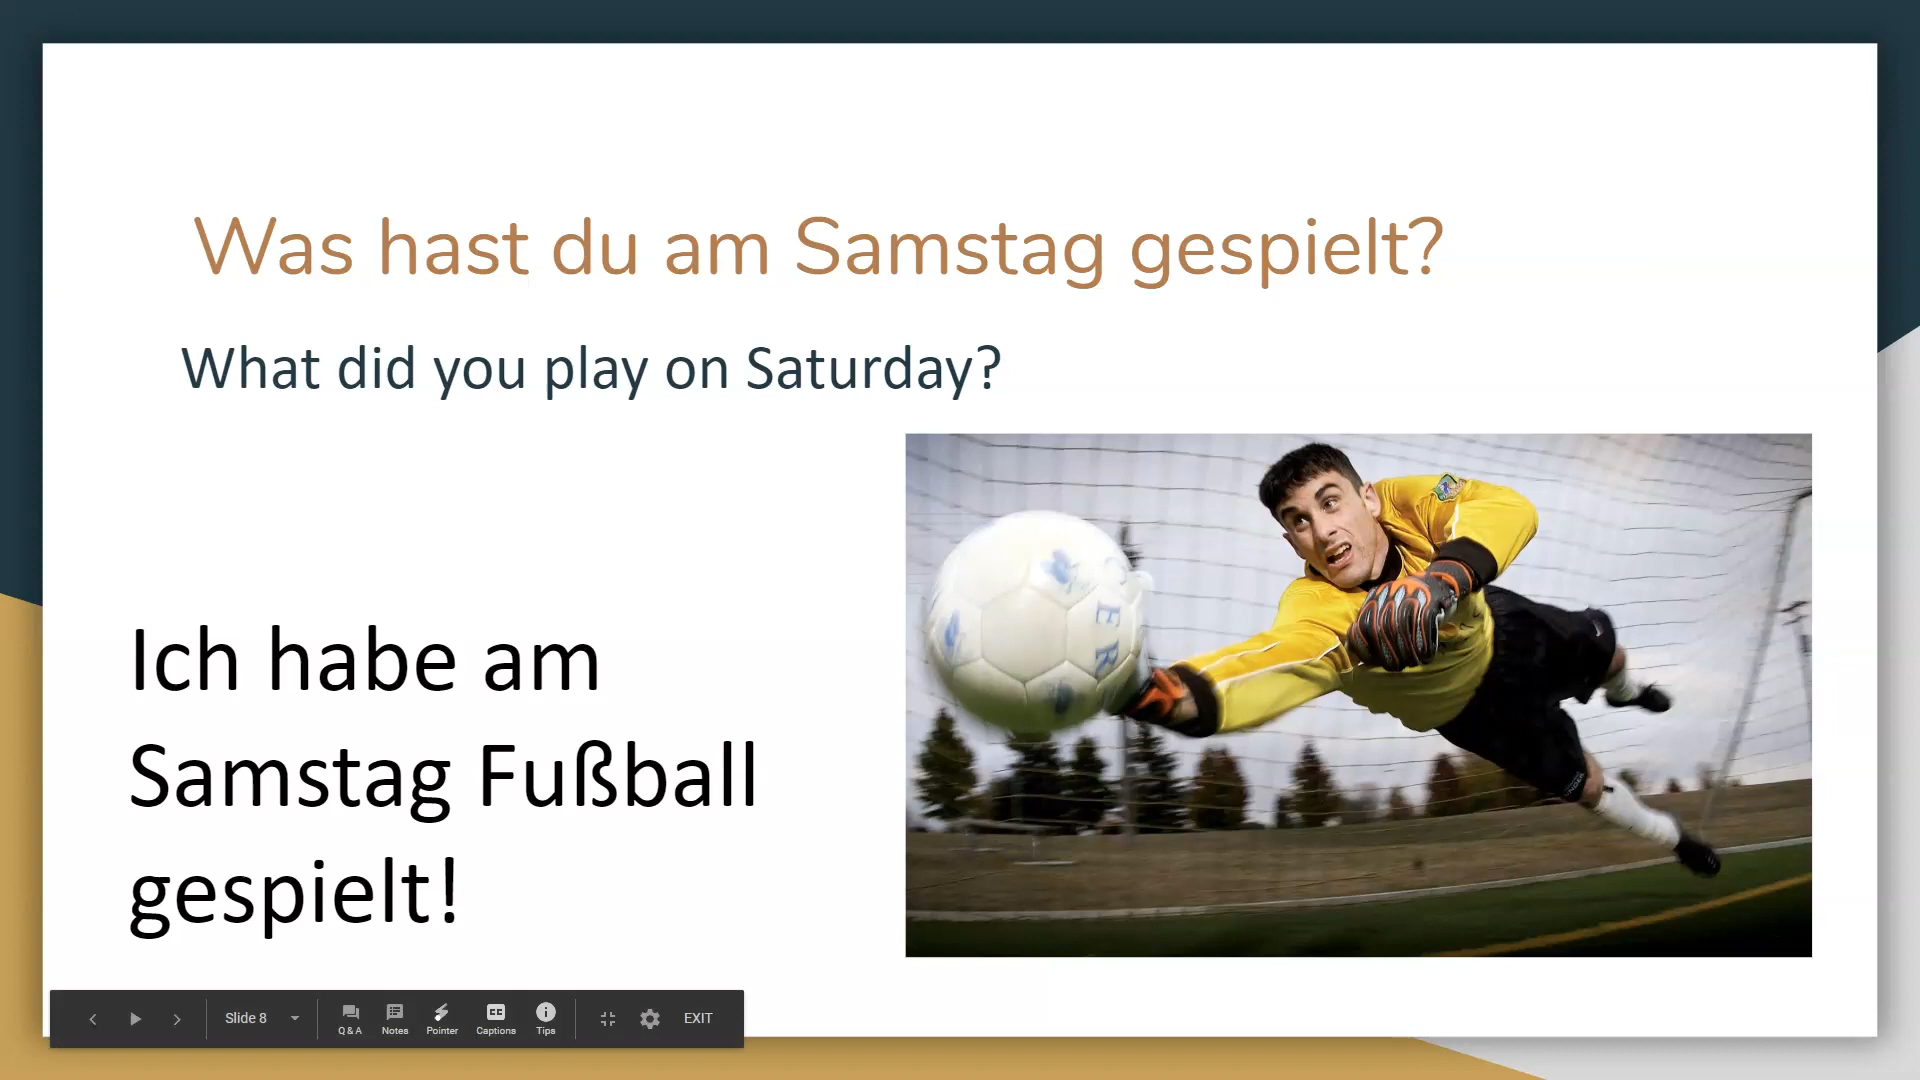 Was hast du am Samstag gespielt?
What did you play on Saturday?
Ich habe am
Samstag Fußball
gespielt!
Slide 8
Q & A
Notes
Pointer
Captions
Tips
EXIT